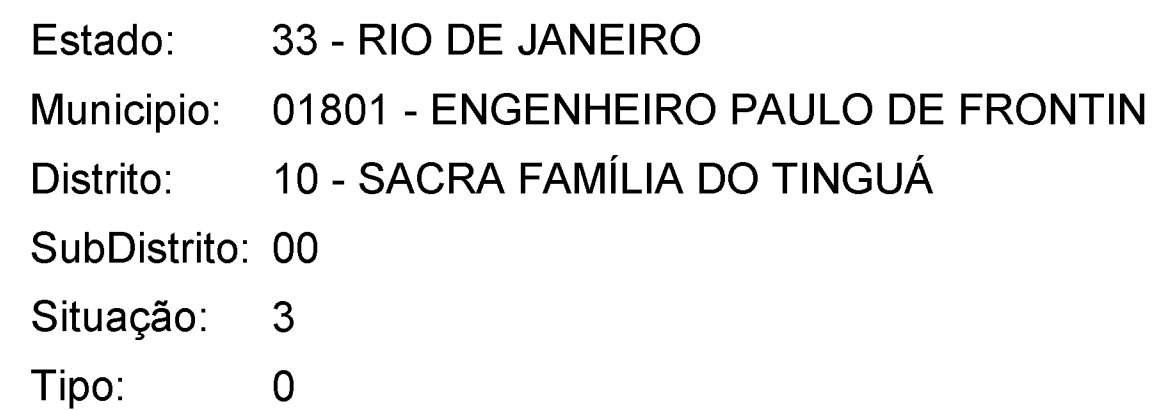 Estado: 33 - RIO DE JANEIRO
Municipio: 01801 - ENGENHEIRO PAULO DE FRONTIN
Distrito: 10 - SACRA FAMÍLIA DO TINGUÁ
SubDistrito: 00
Situação: 3
Tipo: 0